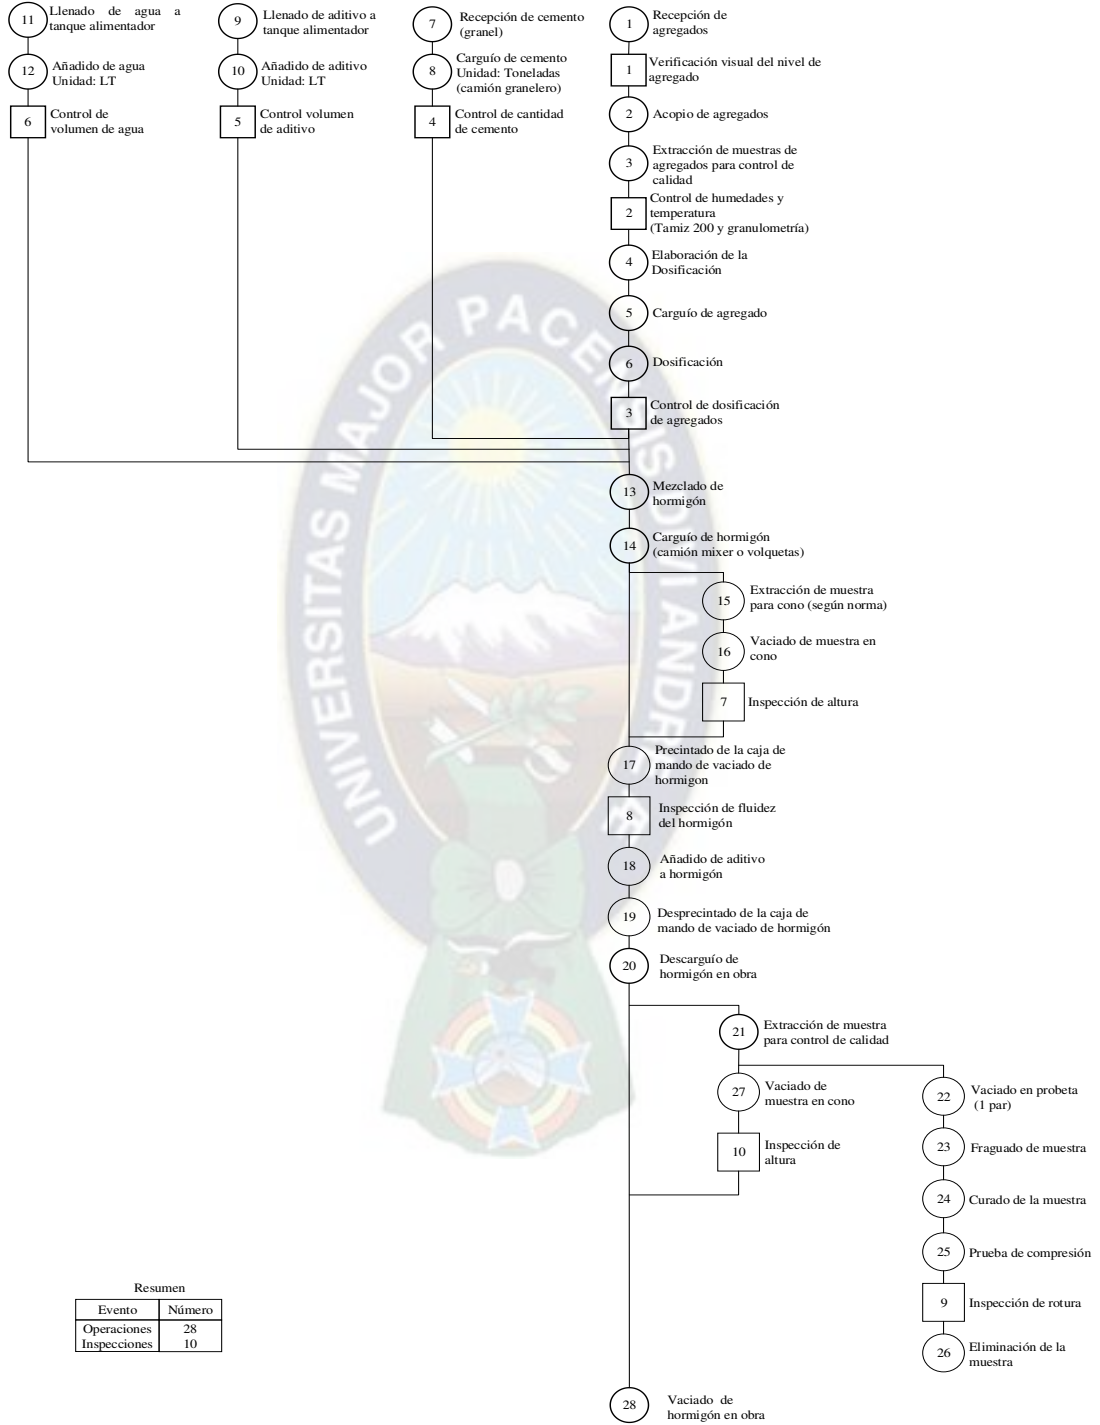 11
Llenado de agua a
tanque alimentador
12
Añadido de agua
Unidad: LT
6
Control de
volumen de agua
9
Llenado de aditivo a
tanque alimentador
10
Añadido de aditivo
Unidad: LT
5
Control volumen
de aditivo
7
Recepción de cemento
(granel)
8
Carguío de cemento
Unidad: Toneladas
(camión granelero)
4
Control de cantidad
de cemento
1
Recepción de
agregados
1
Verificación visual del nivel de
agregado
2
Acopio de agregados
3
Extracción de muestras de
agregados para control de
calidad
2
Control de humedades y
temperatura
(Tamiz 200 y granulometría)
4
Elaboración de la
Dosificación
5
Carguío de agregado
6
Dosificación
3
Control de dosificación
de agregados
13
Mezclado de
hormigón
14
Carguío de hormigón
(camión mixer o volquetas)
15
Extracción de muestra
para cono (según norma)
16
Vaciado de muestra en
cono
7
Inspección de altura
17
Precintado de la caja de
mando de vaciado de
hormigon
8
Inspección de fluidez
del hormigón
18
Añadido de aditivo
a hormigón
19
Desprecintado de la caja de
mando de vaciado de hormigón
20
Descarguío de
hormigón en obra
21
Extracción de muestra
para control de calidad
27
Vaciado de
muestra en cono
10
Inspección de
altura
22
Vaciado en probeta
(1 par)
23
Fraguado de muestra
24
Curado de la muestra
25
Prueba de compresión
9
Inspección de rotura
26
Eliminación de la
muestra
28
Vaciado de
hormigón en obra
Resumen
Evento Número
Operaciones 28
Inspecciones 10
UNIVERSITAS MAJOR PACENSIS DIVI ANDREÆ